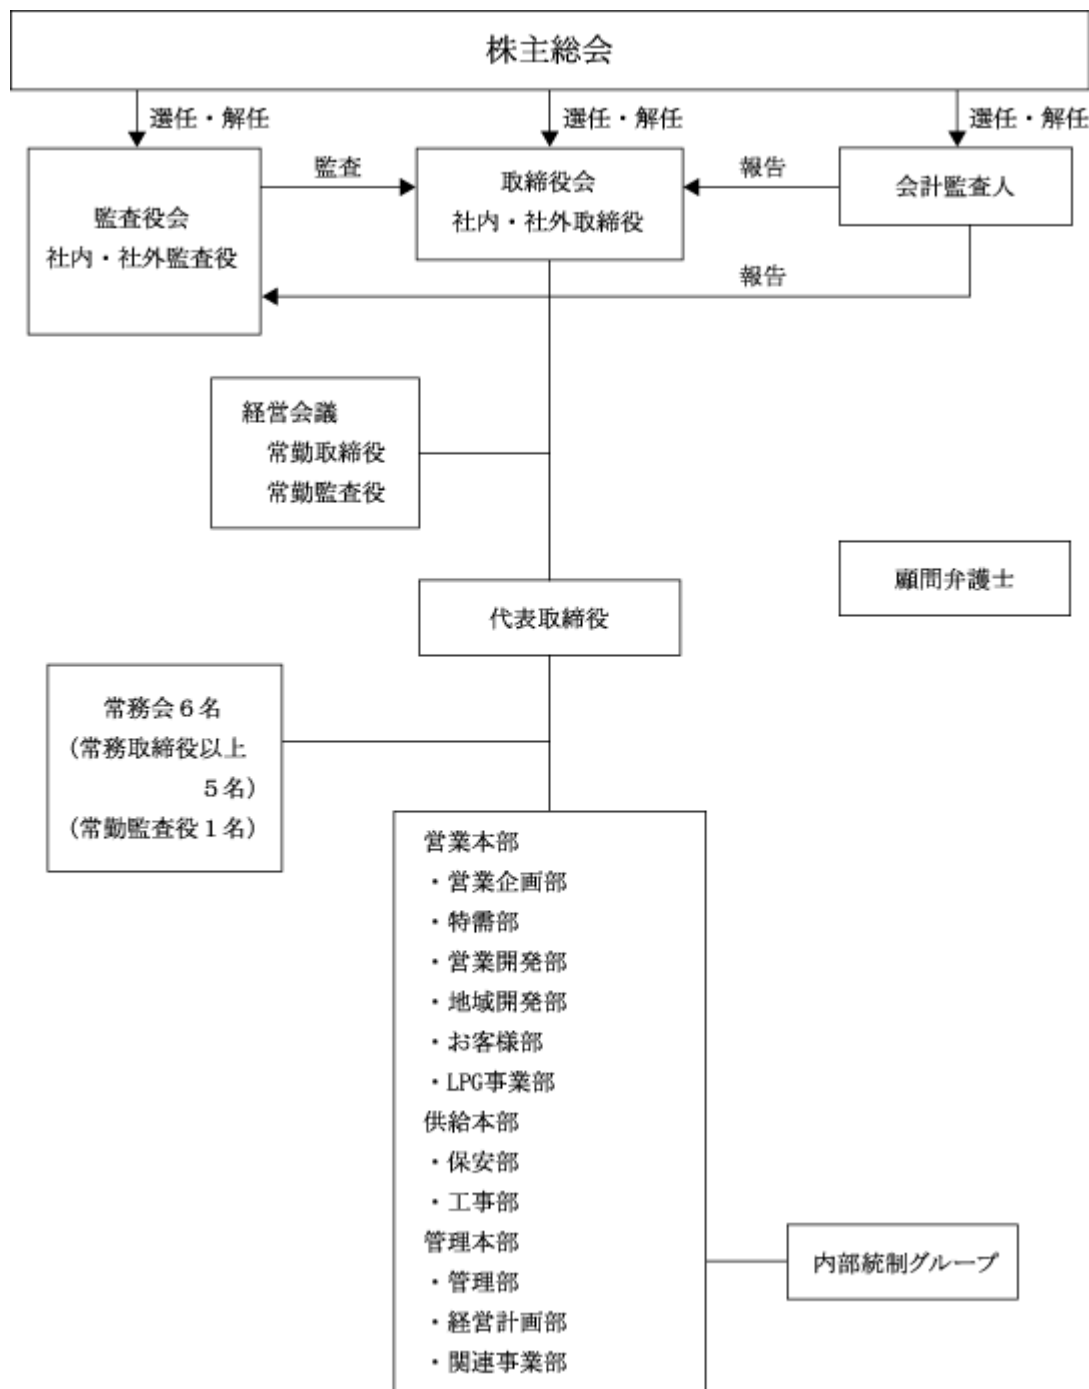 株主総会
選任・解任
選任・解任
選任・解任
監査役会
社内・社外監査役
監査
取締役会
社内・社外取締役
報告
会計監査人
報告
経営会議
常勤取締役
常勤監査役
顧問弁護士
代表取締役
常務会6名
(常務取締役以上
5名)
(常勤監査役1名)
営業本部
・営業企画部
・特需部
・営業開発部
・地域開発部
・お客様部
・LPG事業部
供給本部
・保安部
・工事部
管理本部
・管理部
・経営計画部
・関連事業部
内部統制グループ